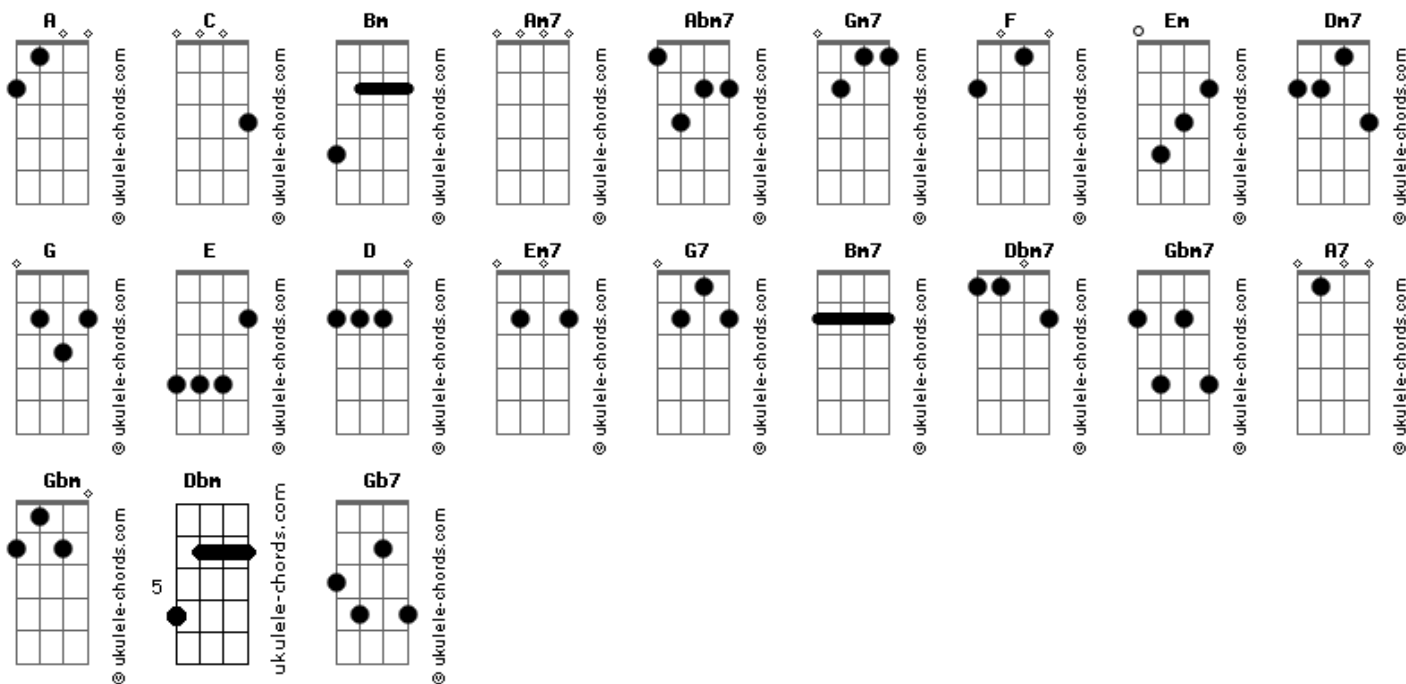 A C Bm Am7 Abm7 Gm7 F Em Dm7
© ukulele-chords.com © ukulele-chords.com © ukulele-chords.com © ukulele-chords.com © ukulele-chords.com © ukulele-chords.com © ukulele-chords.com © ukulele-chords.com © ukulele-chords.com
G E D Em7 G7 Bm7 Dbm7 Gbm7 A7
© ukulele-chords.com © ukulele-chords.com © ukulele-chords.com © ukulele-chords.com © ukulele-chords.com © ukulele-chords.com © ukulele-chords.com © ukulele-chords.com © ukulele-chords.com
Gbm Dbm Gb7
© ukulele-chords.com 5 ukulele-chords.com © ukulele-chords.com